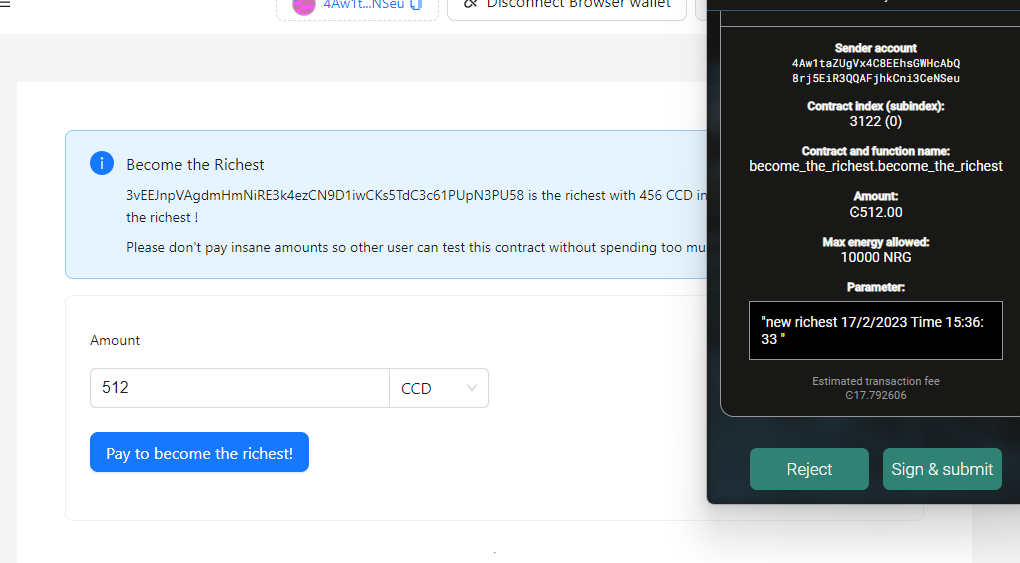 4Aw1t...NSeu
Disconnect Browser Wallet
Become the Richest
3vEEJnpVAgdmHmNiRE3k4ezCN9D1iwCKs5TdC3c61PUpN3PU58 is the richest with 456 CCD in
the richest !
Please don't pay insane amounts so other user can test this contract without spending too mu
Amount
512
CCD
Pay to become the richest!
Sender account
4Aw1taZUgVx4C8EEhsGWHcAbQ
8rj5EiR3QQAFjhkCni3CeNSeu
Contract index (subindex):
3122 (0)
Contract and function name:
become_the_richest.become_the_richest
Amount:
Ͼ512.00
Max energy allowed:
10000 NRG
Parameter:
"new richest 17/2/2023 Time 15:36:
33 "
Estimated transaction fee
Ͼ17.792606
Reject
Sign & submit